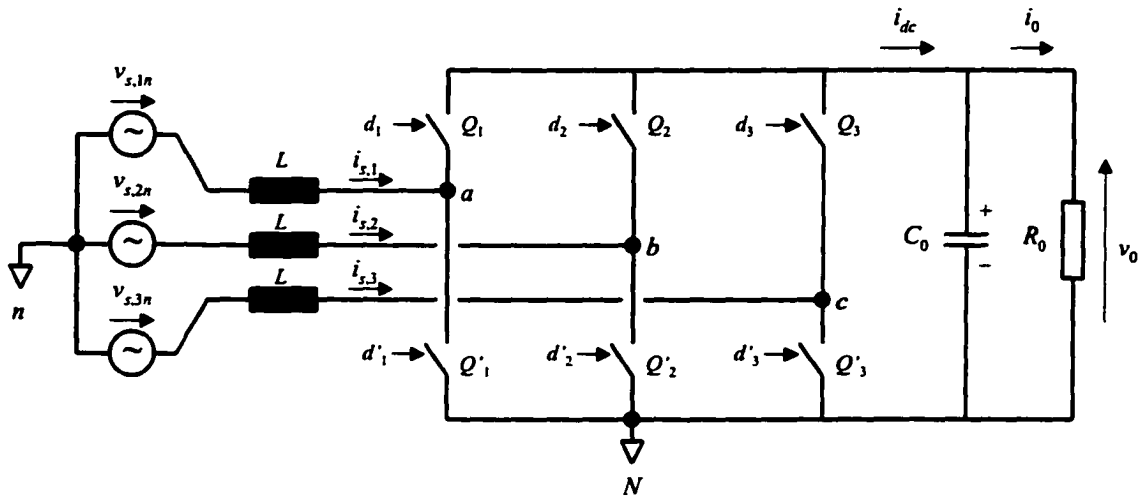 i_dc i_0
v_s,1n
d_1 Q_1 d_2 Q_2 d_3 Q_3
L i_s,1 a
v_s,2n
L i_s,2 b
C_0 + − R_0 v_0
v_s,3n
L i_s,3 c
n
~
~
~
d'_1 Q'_1 d'_2 Q'_2 d'_3 Q'_3
N